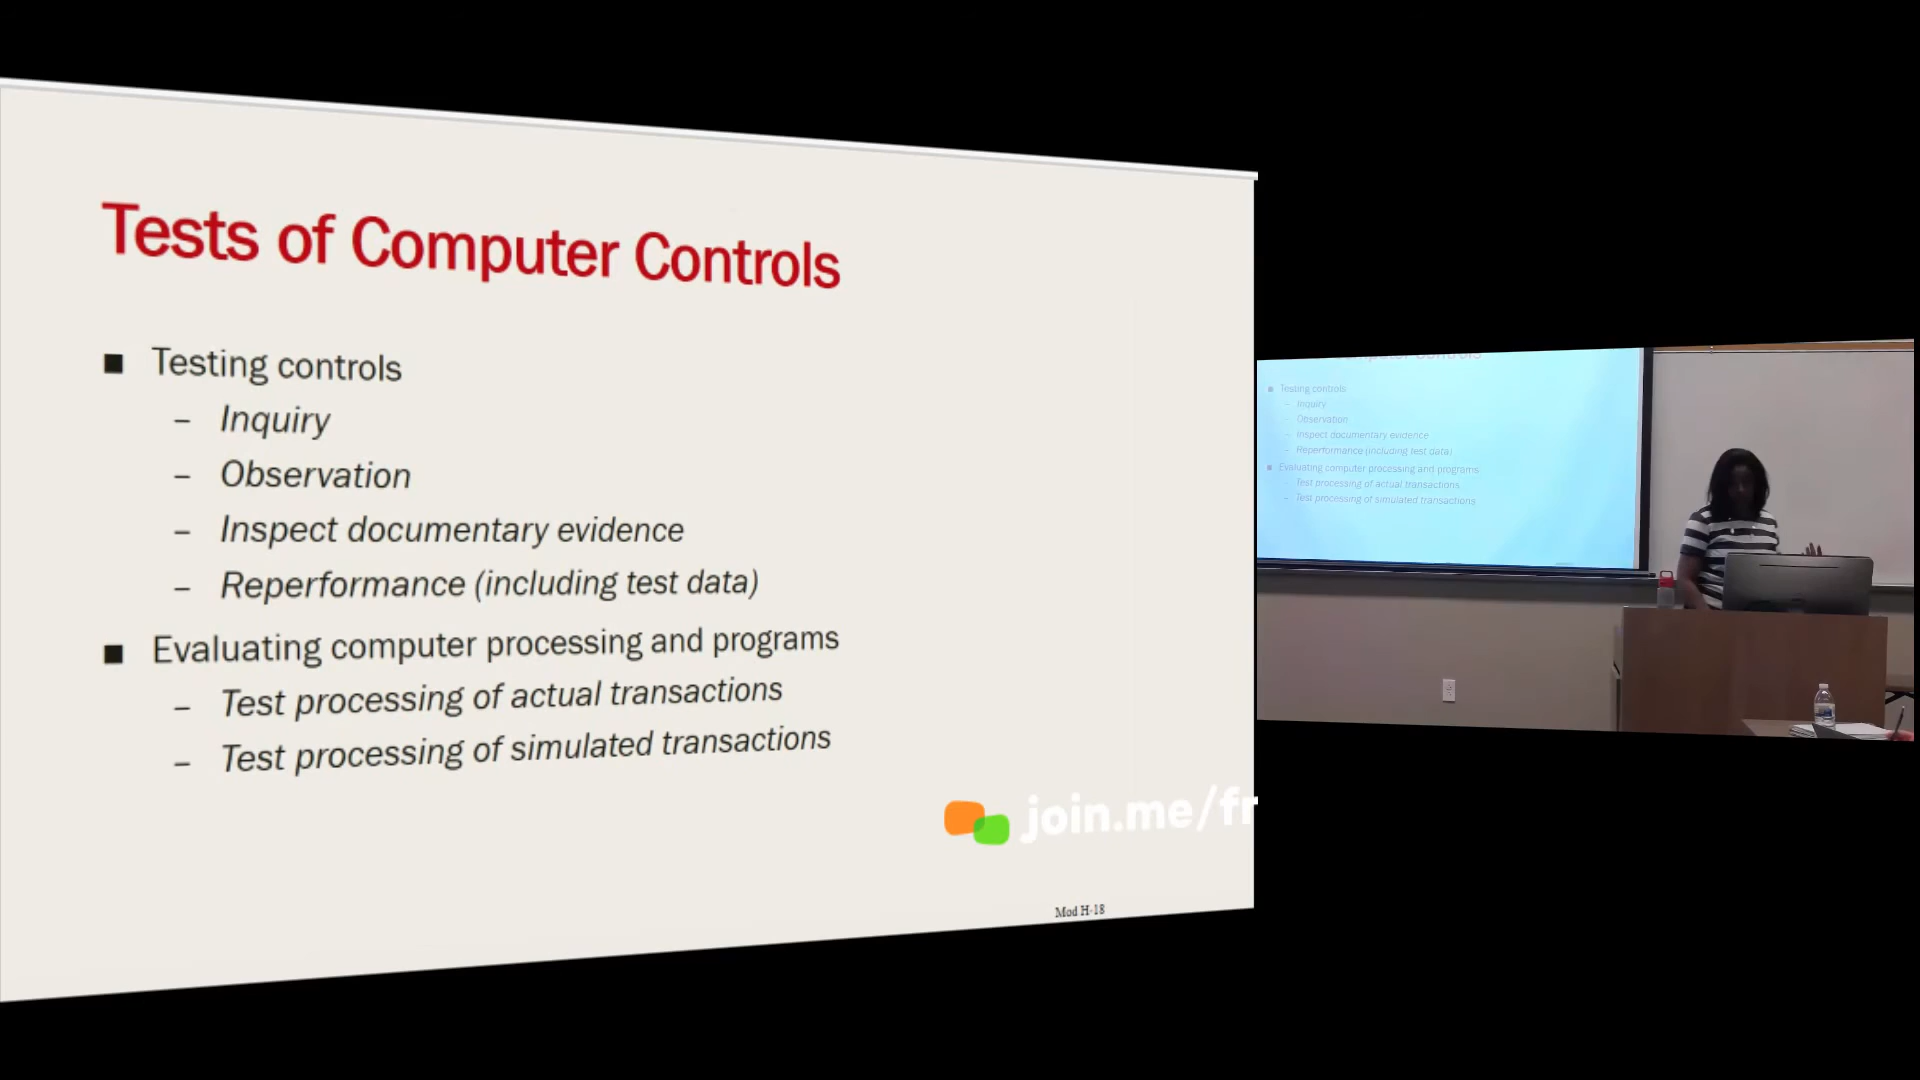 Tests of Computer Controls
■ Testing controls
– Inquiry
– Observation
– Inspect documentary evidence
– Reperformance (including test data)
■ Evaluating computer processing and programs
– Test processing of actual transactions
– Test processing of simulated transactions
join.me/fr
Mod H-18
Computer Controls
■ Testing controls
– Inquiry
– Observation
– Inspect documentary evidence
– Reperformance (including test data)
■ Evaluating computer processing and programs
– Test processing of actual transactions
– Test processing of simulated transactions